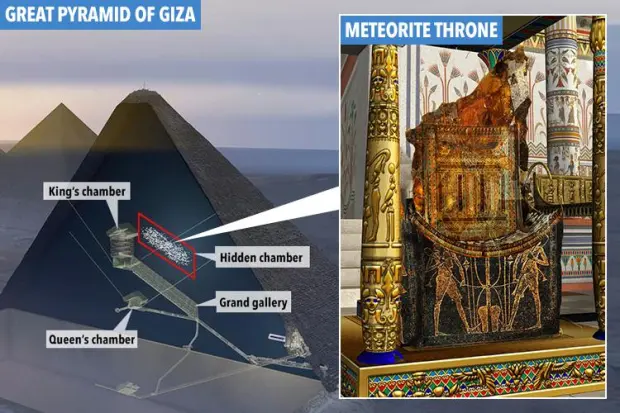 GREAT PYRAMID OF GIZA
METEORITE THRONE
King's chamber
Hidden chamber
Grand gallery
Queen's chamber